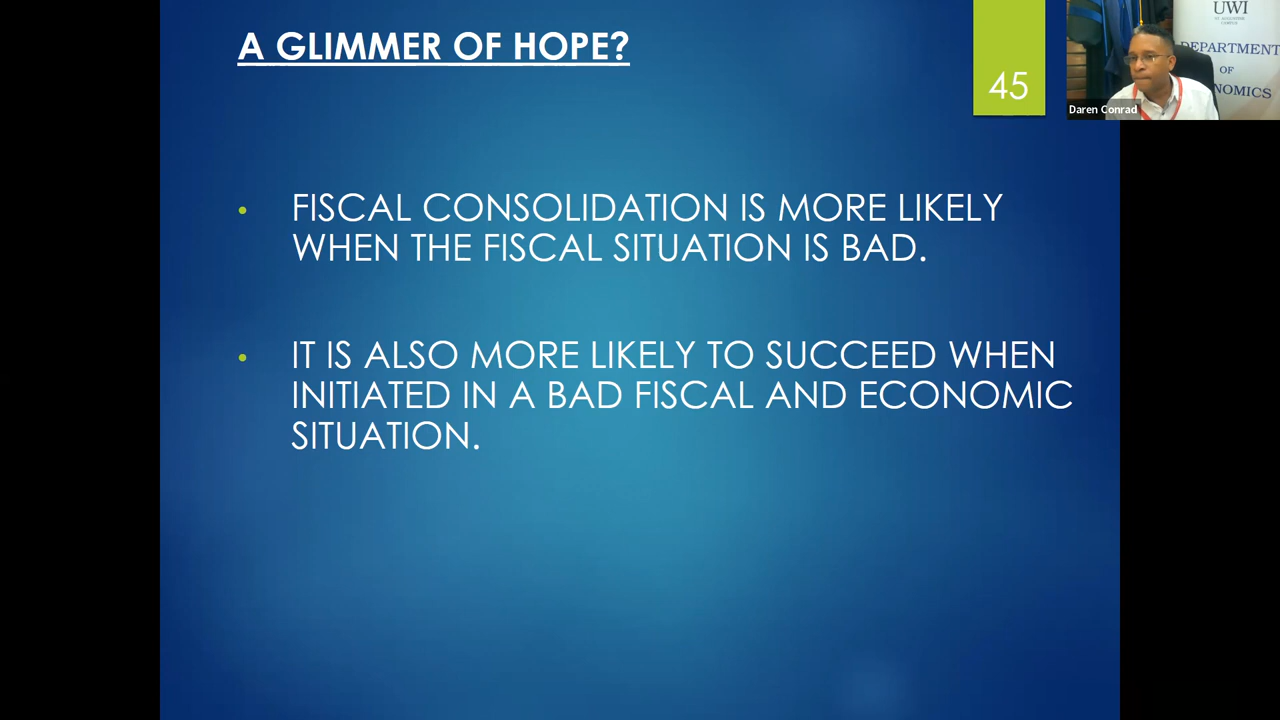 A GLIMMER OF HOPE?
45
• FISCAL CONSOLIDATION IS MORE LIKELY
WHEN THE FISCAL SITUATION IS BAD.
• IT IS ALSO MORE LIKELY TO SUCCEED WHEN
INITIATED IN A BAD FISCAL AND ECONOMIC
SITUATION.
UWI
DEPARTMENT
OF
NOMICS
Daren Conrad